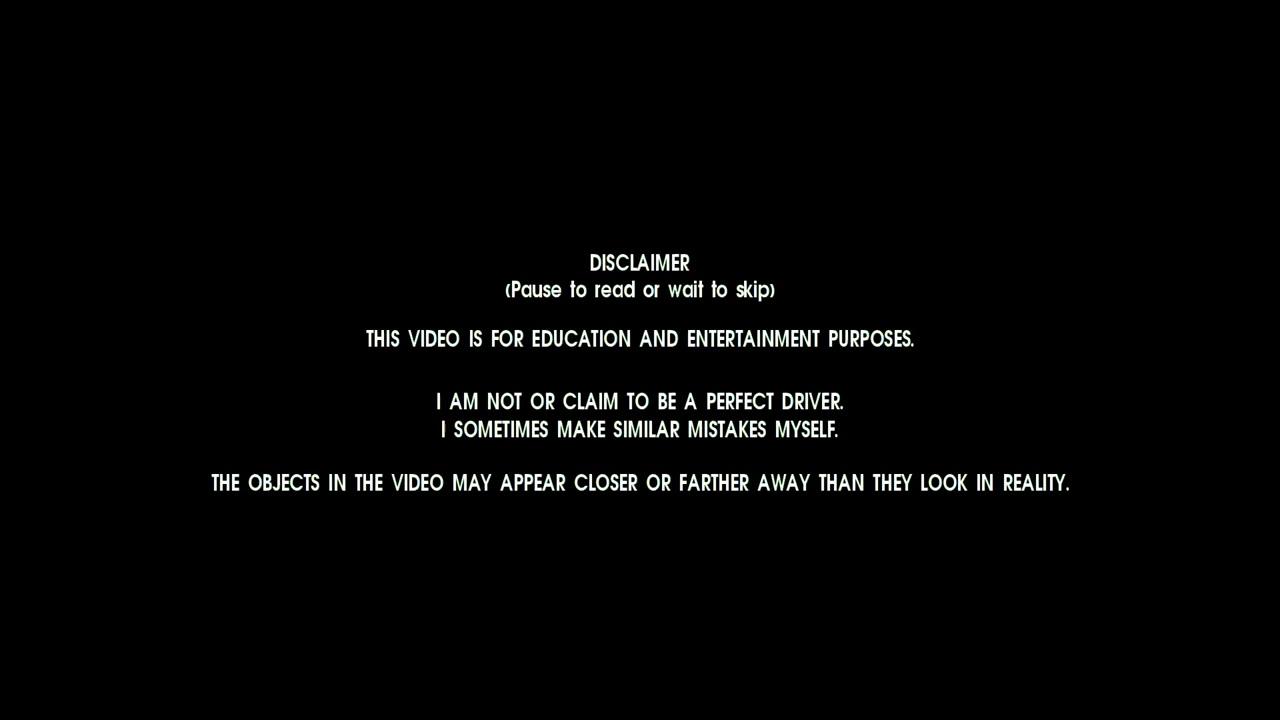 DISCLAIMER
(Pause to read or wait to skip)
THIS VIDEO IS FOR EDUCATION AND ENTERTAINMENT PURPOSES.
I AM NOT OR CLAIM TO BE A PERFECT DRIVER.
I SOMETIMES MAKE SIMILAR MISTAKES MYSELF.
THE OBJECTS IN THE VIDEO MAY APPEAR CLOSER OR FARTHER AWAY THAN THEY LOOK IN REALITY.